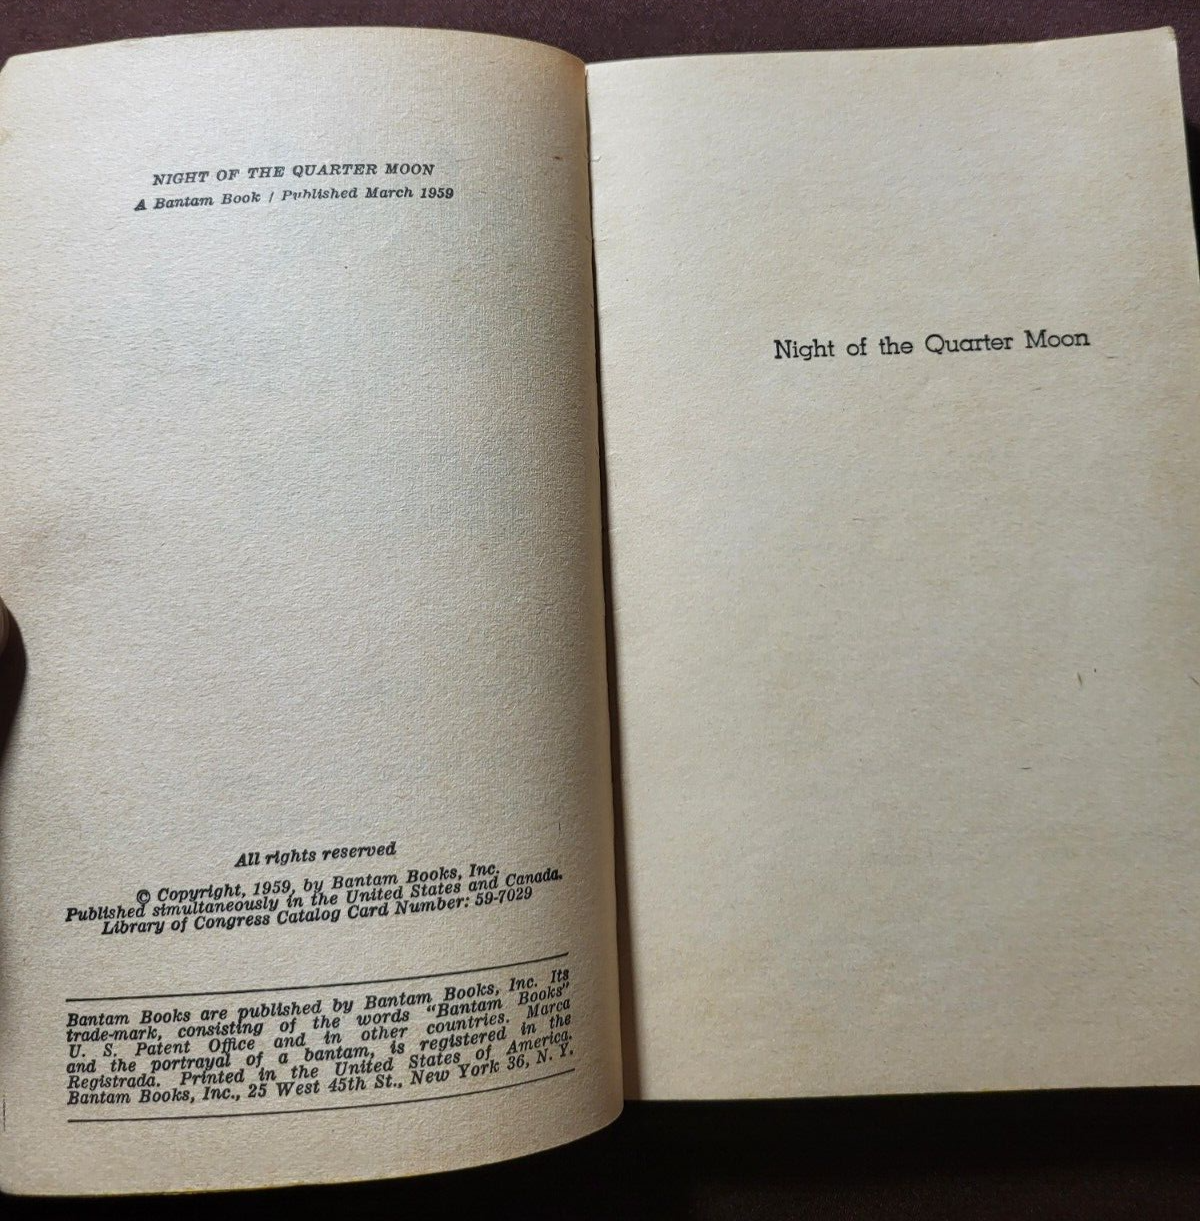 NIGHT OF THE QUARTER MOON
A Bantam Book / Published March 1959
All rights reserved
© Copyright, 1959, by Bantam Books, Inc.
Published simultaneously in the United States and Canada.
Library of Congress Catalog Card Number: 59-7029
Bantam Books are published by Bantam Books, Inc. Its
trade-mark, consisting of the words "Bantam Books"
and the portrayal of a bantam, is registered in the
U. S. Patent Office and in other countries. Marca
Registrada. Printed in the United States of America.
Bantam Books, Inc., 25 West 45th St., New York 36, N. Y.
Night of the Quarter Moon